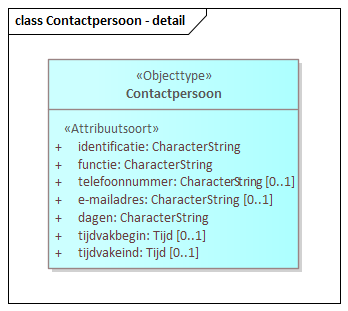 class Contactpersoon - detail
«Objecttype»
Contactpersoon
«Attribuutsoort»
+ identificatie: CharacterString
+ functie: CharacterString
+ telefoonnummer: CharacterString [0..1]
+ e-mailadres: CharacterString [0..1]
+ dagen: CharacterString
+ tijdvakbegin: Tijd [0..1]
+ tijdvakeind: Tijd [0..1]